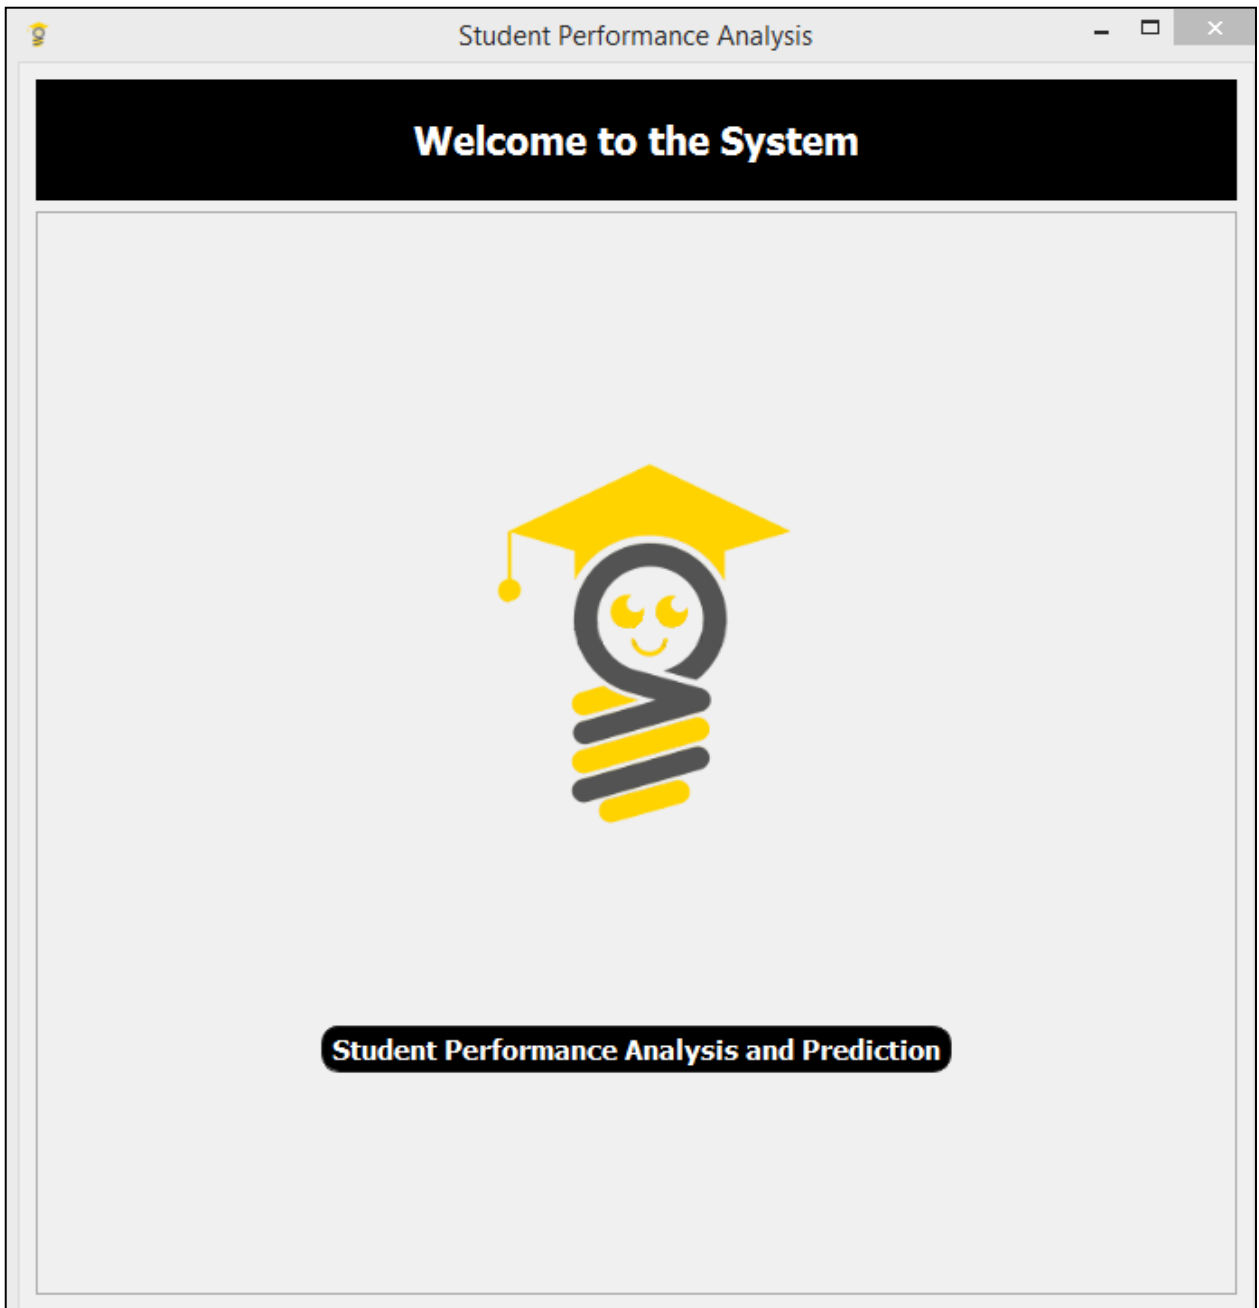 Student Performance Analysis
Welcome to the System
Student Performance Analysis and Prediction